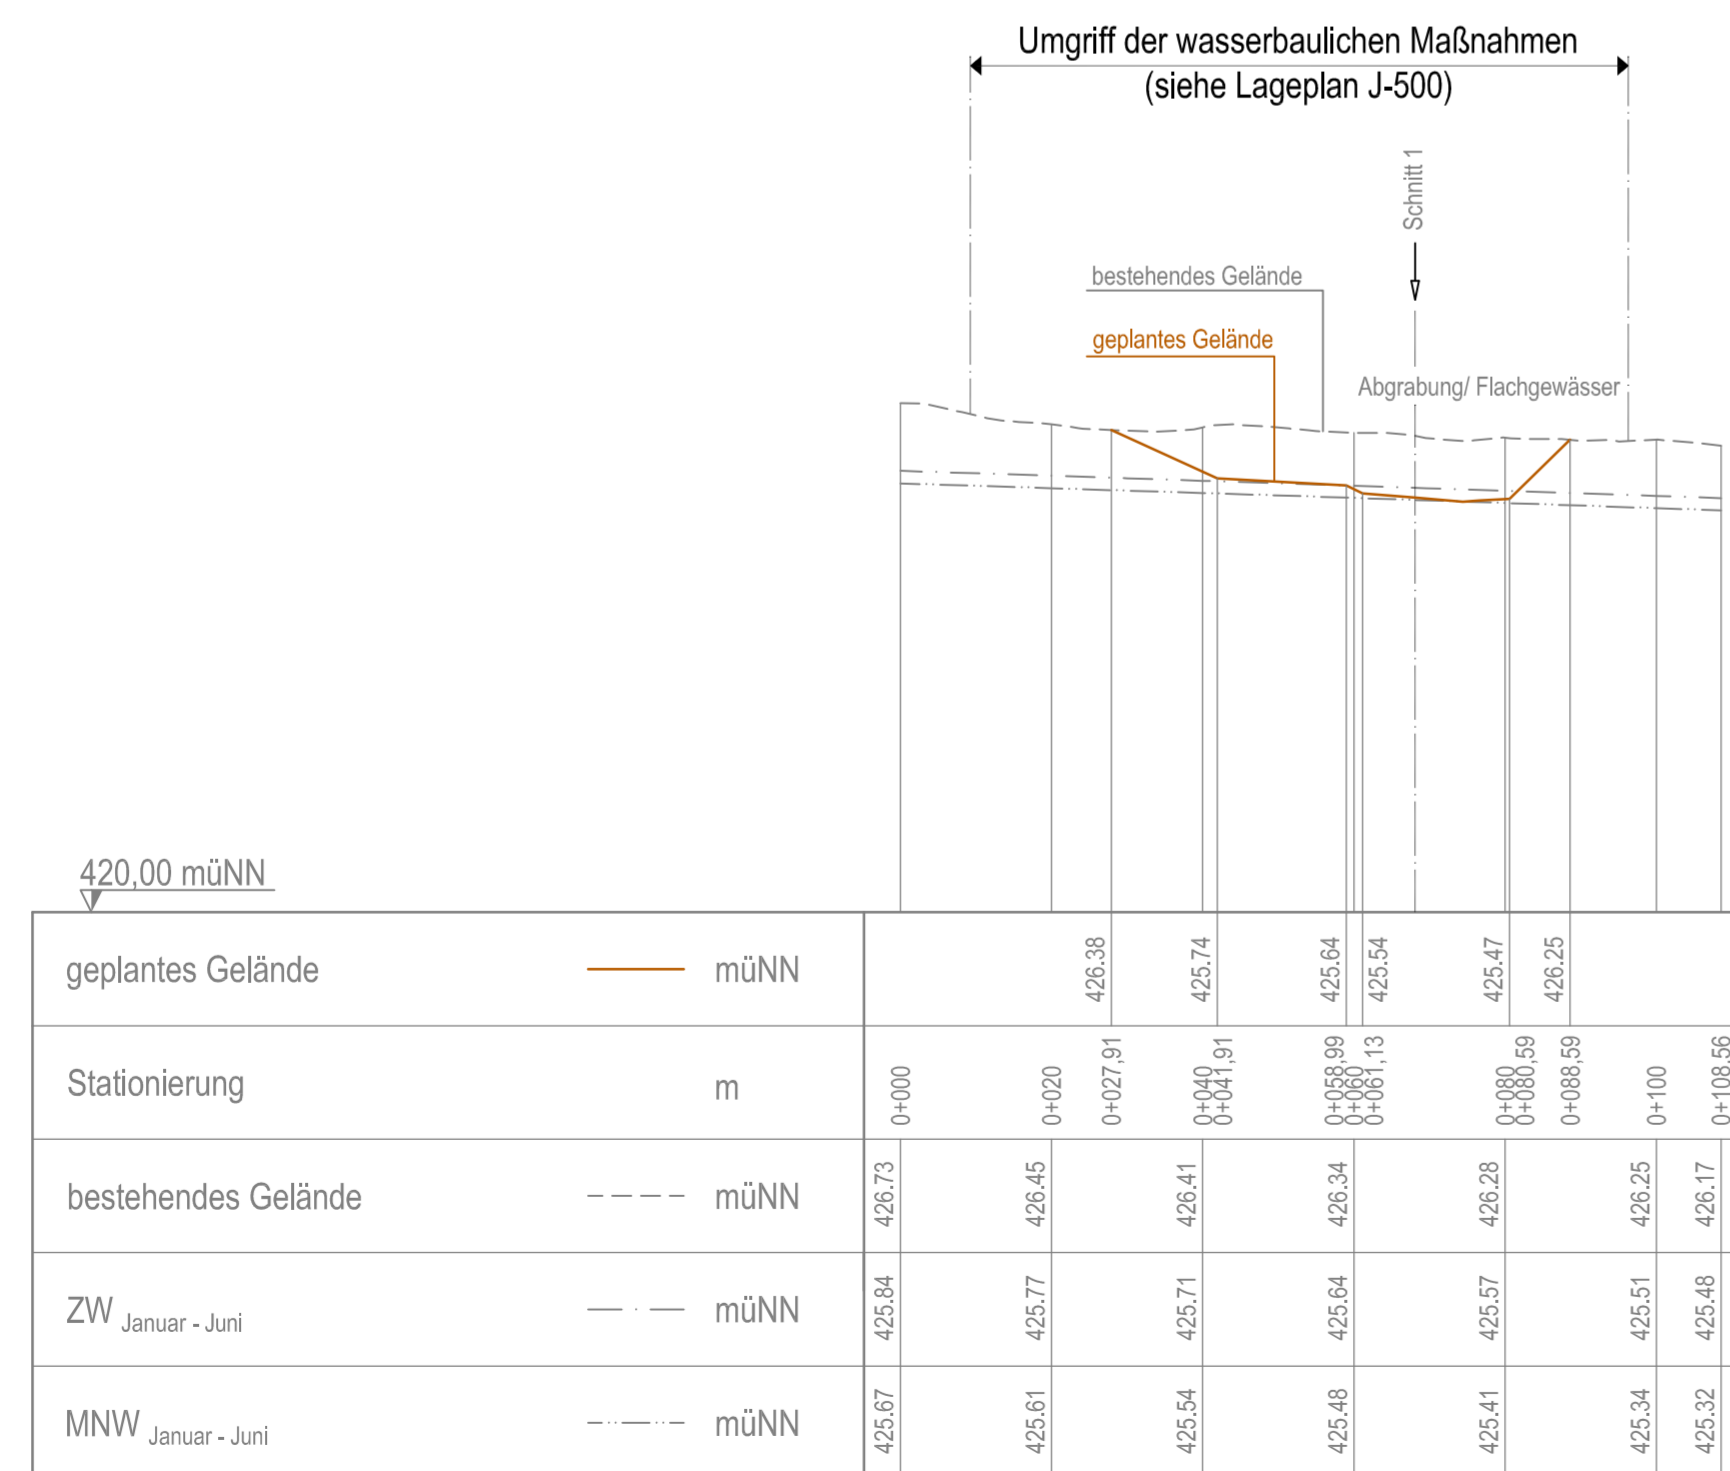 Umgriff der wasserbaulichen Maßnahmen
(siehe Lageplan J-500)
Schnitt 1
bestehendes Gelände
geplantes Gelände
Abgrabung/ Flachgewässer
420,00 müNN
geplantes Gelände müNN 426.38 425.74 425.64 425.54 425.47 426.25
Stationierung m 0+000 0+020 0+027,91 0+040 0+041,91 0+058,99 0+060 0+061,13 0+080 0+080,59 0+088,59 0+100 0+108,56
bestehendes Gelände müNN 426.73 426.45 426.41 426.34 426.28 426.25 426.17
ZW Januar - Juni müNN 425.84 425.77 425.71 425.64 425.57 425.51 425.48
MNW Januar - Juni müNN 425.67 425.61 425.54 425.48 425.41 425.34 425.32